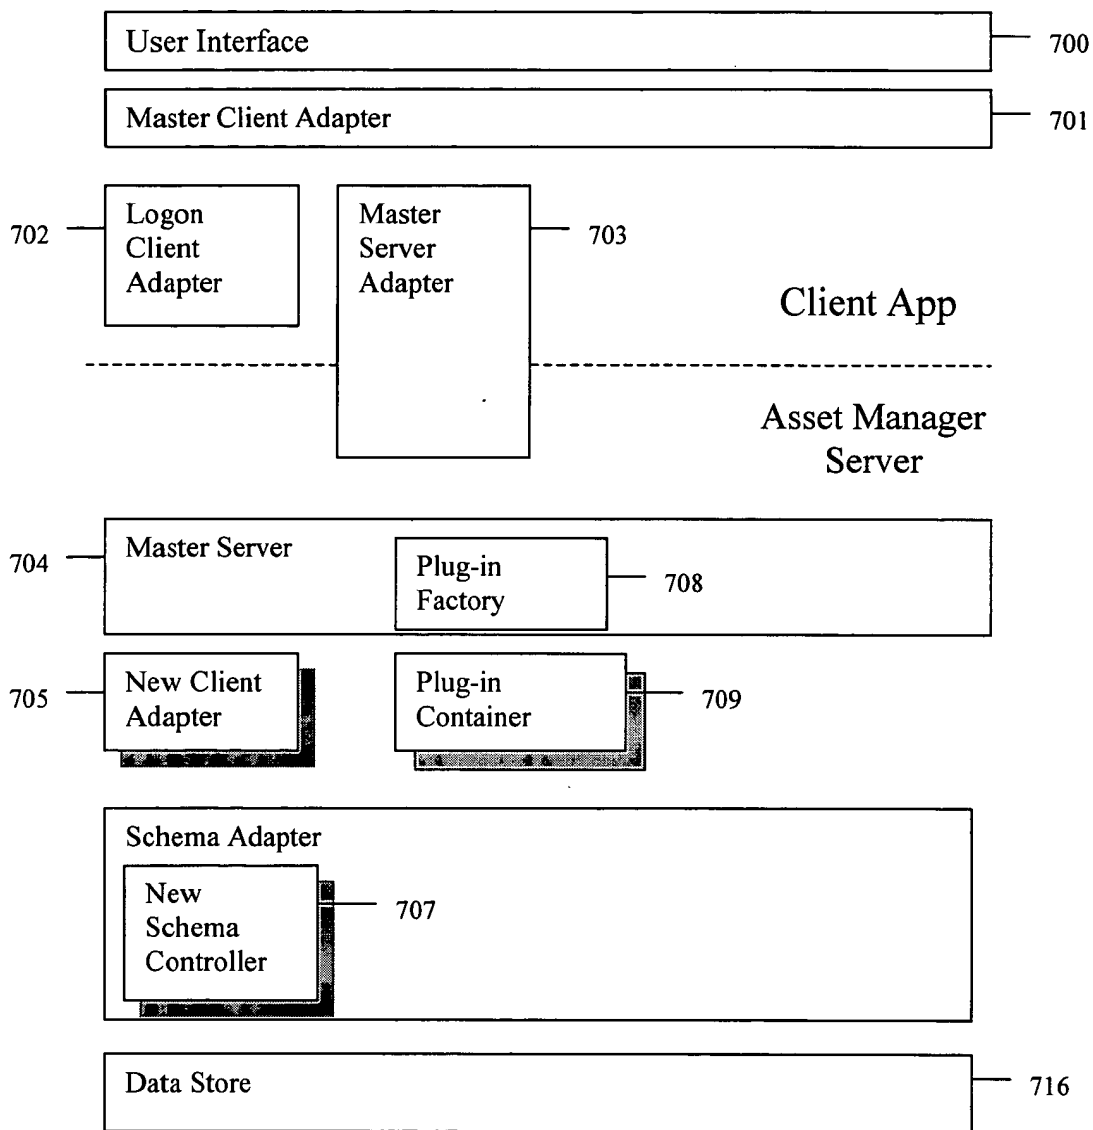 User Interface
700
Master Client Adapter
701
702
Logon
Client
Adapter
Master
Server
Adapter
703
Client App
Asset Manager
Server
704
Master Server
Plug-in
Factory
708
705
New Client
Adapter
Plug-in
Container
709
Schema Adapter
New
Schema
Controller
707
Data Store
716